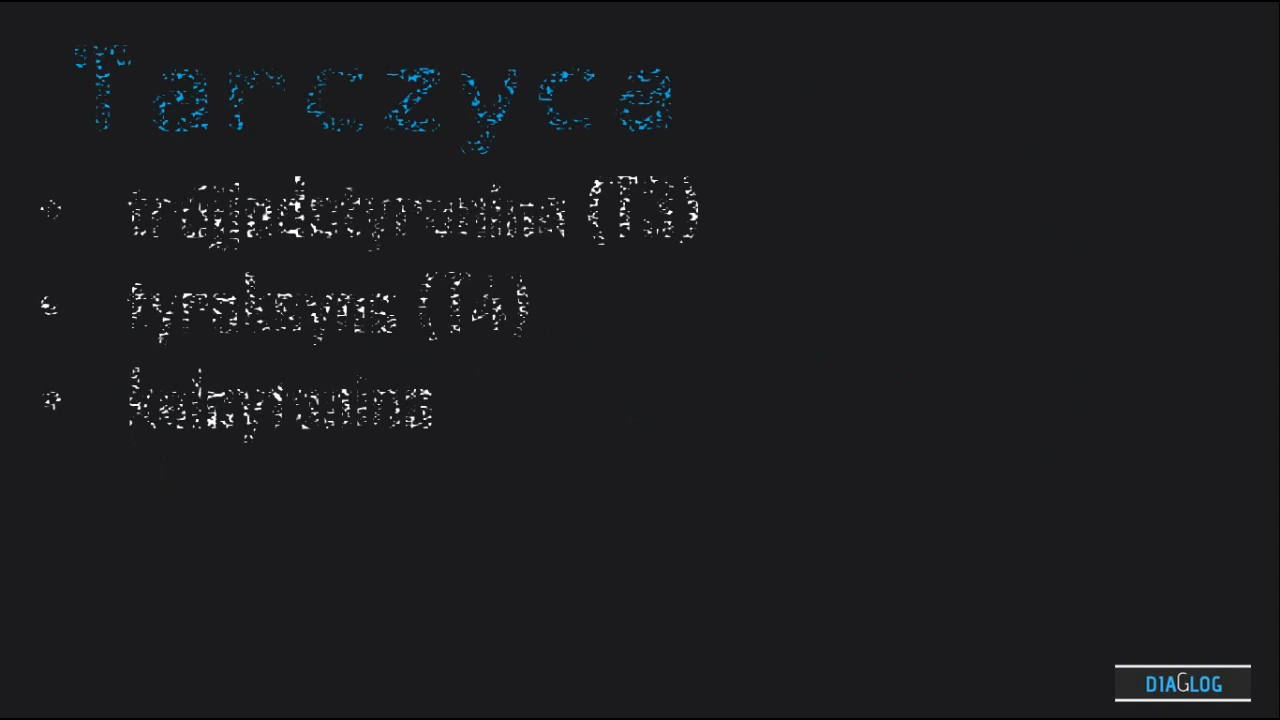 Tarczyca
• trójjodotyronina (T3)
• tyroksyna (T4)
• kalcytonina
DIAGLOG